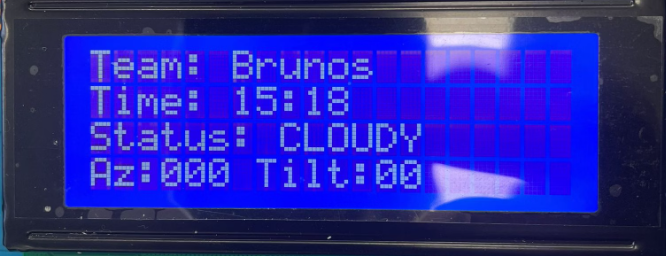 Team: Brunos
Time: 15:18
Status: CLOUDY
Az:000 Tilt:00